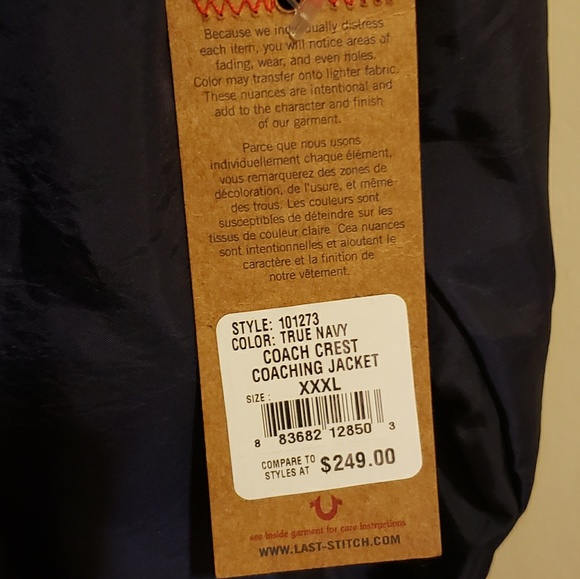 Because we individually distress
each item, you will notice areas of
fading, wear, and even holes.
Color may transfer onto lighter fabric.
These nuances are intentional and
add to the character and finish
of our garment.
Parce que nous usons
individuellement chaque élément,
vous remarquerez des zones de
décoloration, de l'usure, et même
des trous. Les couleurs sont
susceptibles de déteindre sur les
tissus de couleur claire. Cea nuances
sont intentionnelles et aloutent le
caractère et la finition de
notre vêtement.
STYLE: 101273
COLOR: TRUE NAVY
COACH CREST
COACHING JACKET
SIZE: XXXL
8 83682 12850 3
COMPARE TO
STYLES AT $249.00
see inside garment for care instructions
WWW.LAST-STITCH.COM